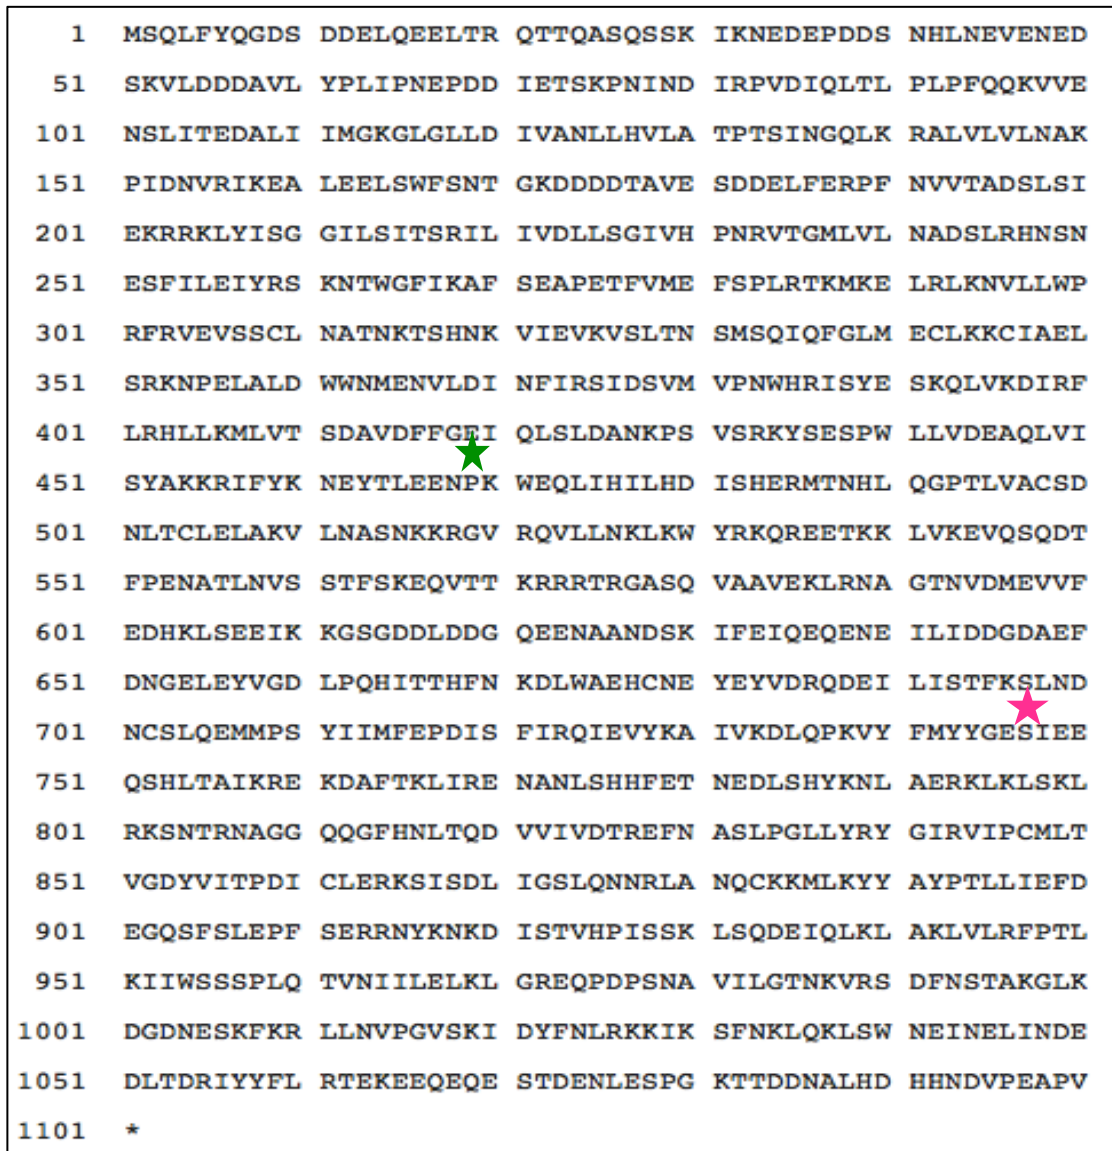 1 MSQLFYQGDS DDELQEELTR QTTQASQSSK IKNEDEPDDS NHLNEVENED
51 SKVLDDDAVL YPLIPNEPDD IETSKPNIND IRPVDIQLTL PLPFQQKVVE
101 NSLITEDALI IMGKGLGLLD IVANLLHVLA TPTSINGQLK RALVLVLNAK
151 PIDNVRIKEA LEELSWFSNT GKDDDDTAVE SDDELFERPF NVVTADSLSI
201 EKRRKLYISG GILSITSRIL IVDLLSGIVH PNRVTGMLVL NADSLRHNSN
251 ESFILEIYRS KNTWGFIKAF SEAPETFVME FSPLRTKMKE LRLKNVLLWP
301 RFRVEVSSCL NATNKTSHNK VIEVKVSLTN SMSQIQFGLM ECLKKCIAEL
351 SRKNPELALD WWNMENVLDI NFIRSIDSVM VPNWHRISYE SKQLVKDIRF
401 LRHLLKMLVT SDAVDFFGEI QLSLDANKPS VSRKYSESPW LLVDEAQLVI
451 SYAKKRIFYK NEYTLEENPK WEQLIHILHD ISHERMTNHL QGPTLVACSD
501 NLTCLELAKV LNASNKKRGV RQVLLNKLKW YRKQREETKK LVKEVQSQDT
551 FPENATLNVS STFSKEQVTT KRRRTRGASQ VAAVEKLRNA GTNVDMEVVF
601 EDHKLSEEIK KGSGDDLDDG QEENAANDSK IFEIQEQENE ILIDDGDAEF
651 DNGELEYVGD LPQHITTHFN KDLWAEHCNE YEYVDRQDEI LISTFKSLND
701 NCSLQEMMPS YIIMFEPDIS FIRQIEVYKA IVKDLQPKVY FMYYGESIEE
751 QSHLTAIKRE KDAFTKLIRE NANLSHHFET NEDLSHYKNL AERKLKLSKL
801 RKSNTRNAGG QQGFHNLTQD VVIVDTREFN ASLPGLLYRY GIRVIPCMLT
851 VGDYVITPDI CLERKSISDL IGSLQNNRLA NQCKKMLKYY AYPTLLIEFD
901 EGQSFSLEPF SERRNYKNKD ISTVHPISSK LSQDEIQLKL AKLVLRFPTL
951 KIIWSSSPLQ TVNIILELKL GREQPDPSNA VILGTNKVRS DFNSTAKGLK
1001 DGDNESKFKR LLNVPGVSKI DYFNLRKKIK SFNKLQKLSW NEINELINDE
1051 DLTDRIYYFL RTEKEEQEQE STDENLESPG KTTDDNALHD HHNDVPEAPV
1101 *